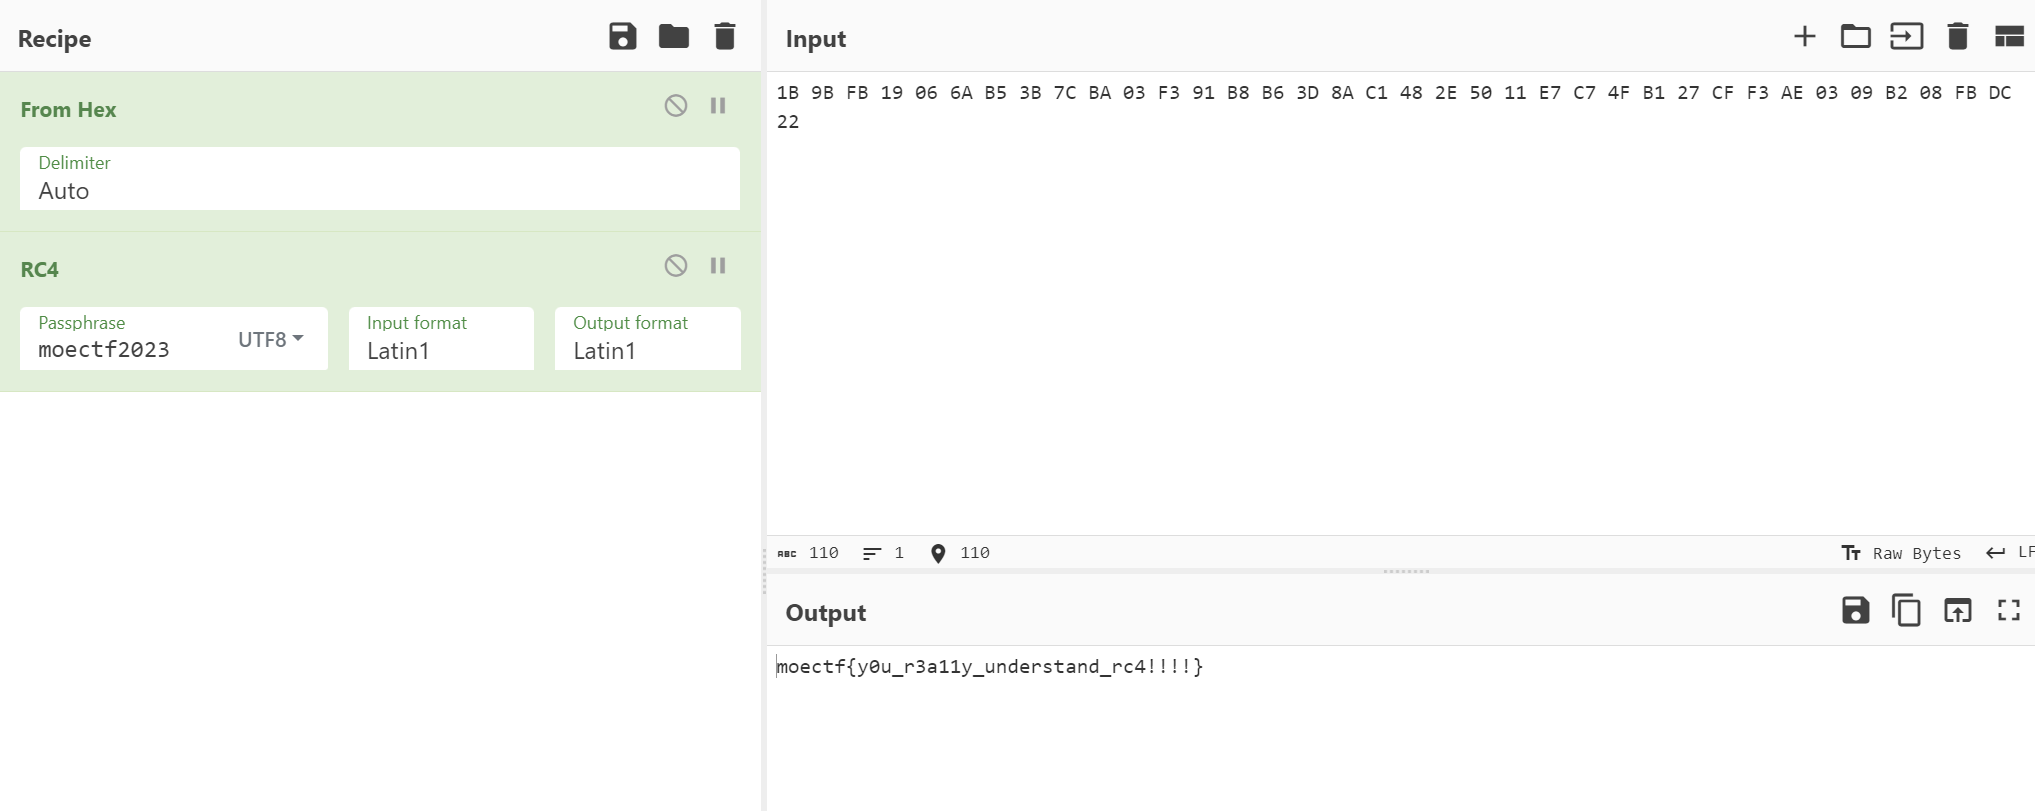 Recipe
From Hex
Delimiter
Auto
RC4
Passphrase
moectf2023
UTF8
Input format
Latin1
Output format
Latin1
Input
1B 9B FB 19 06 6A B5 3B 7C BA 03 F3 91 B8 B6 3D 8A C1 48 2E 50 11 E7 C7 4F B1 27 CF F3 AE 03 09 B2 08 FB DC
22
ABC 110 1 110
Tт Raw Bytes LF
Output
moectf{y0u_r3a11y_understand_rc4!!!!}